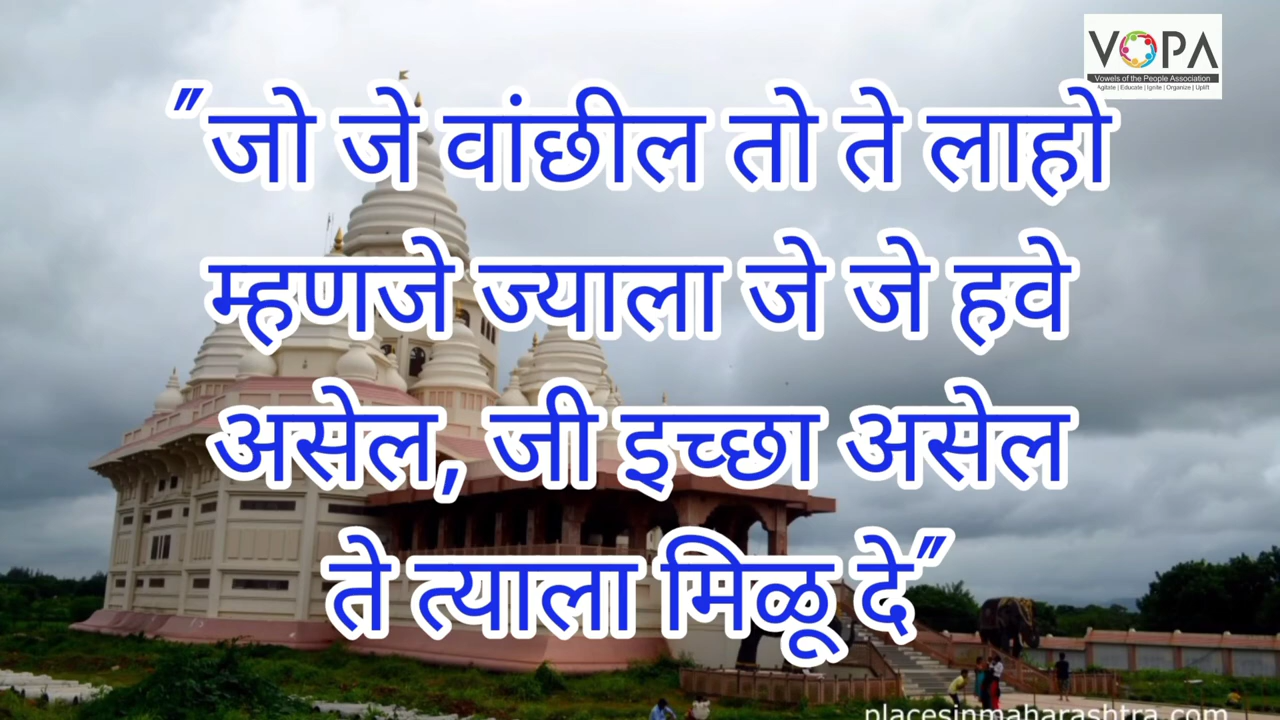 VOPA
Vowels of the People Association
Agitate | Educate | Ignite | Organize | Uplift
"जो जे वांछील तो ते लाहो
म्हणजे ज्याला जे जे हवे
असेल, जी इच्छा असेल
ते त्याला मिळू दे"
placesinmaharashtra.com